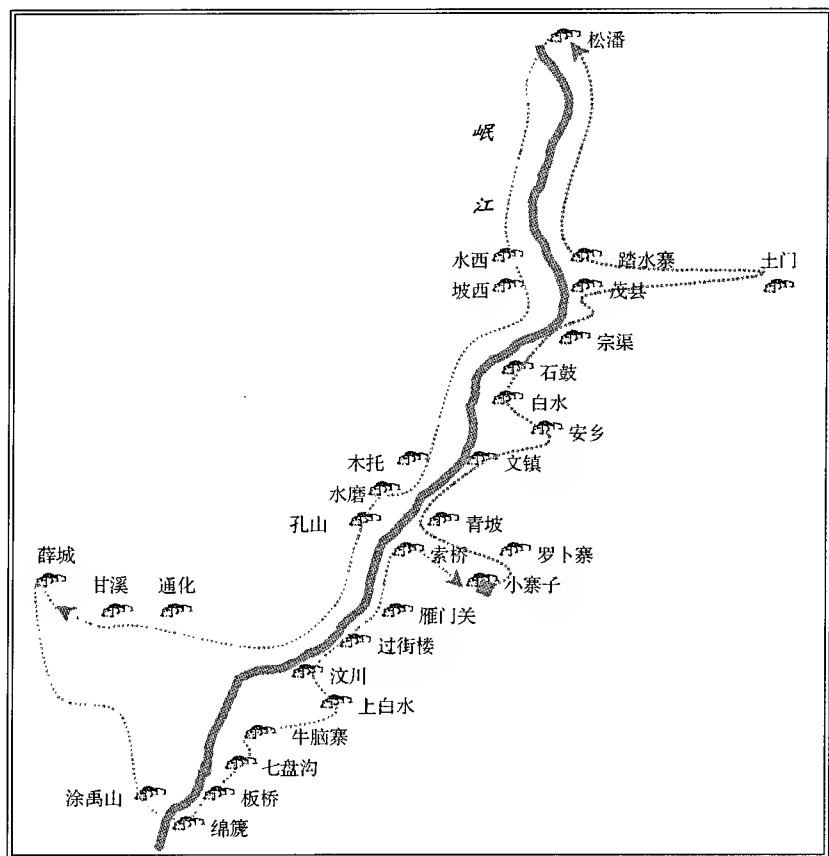 松潘
岷
江
水西
踏水寨
土门
坡西
茂县
宗渠
石鼓
白水
安乡
木托
文镇
水磨
孔山
青坡
薛城
索桥
罗卜寨
甘溪
通化
小寨子
雁门关
过街楼
汶川
上白水
牛脑寨
七盘沟
涂禹山
板桥
绵篪